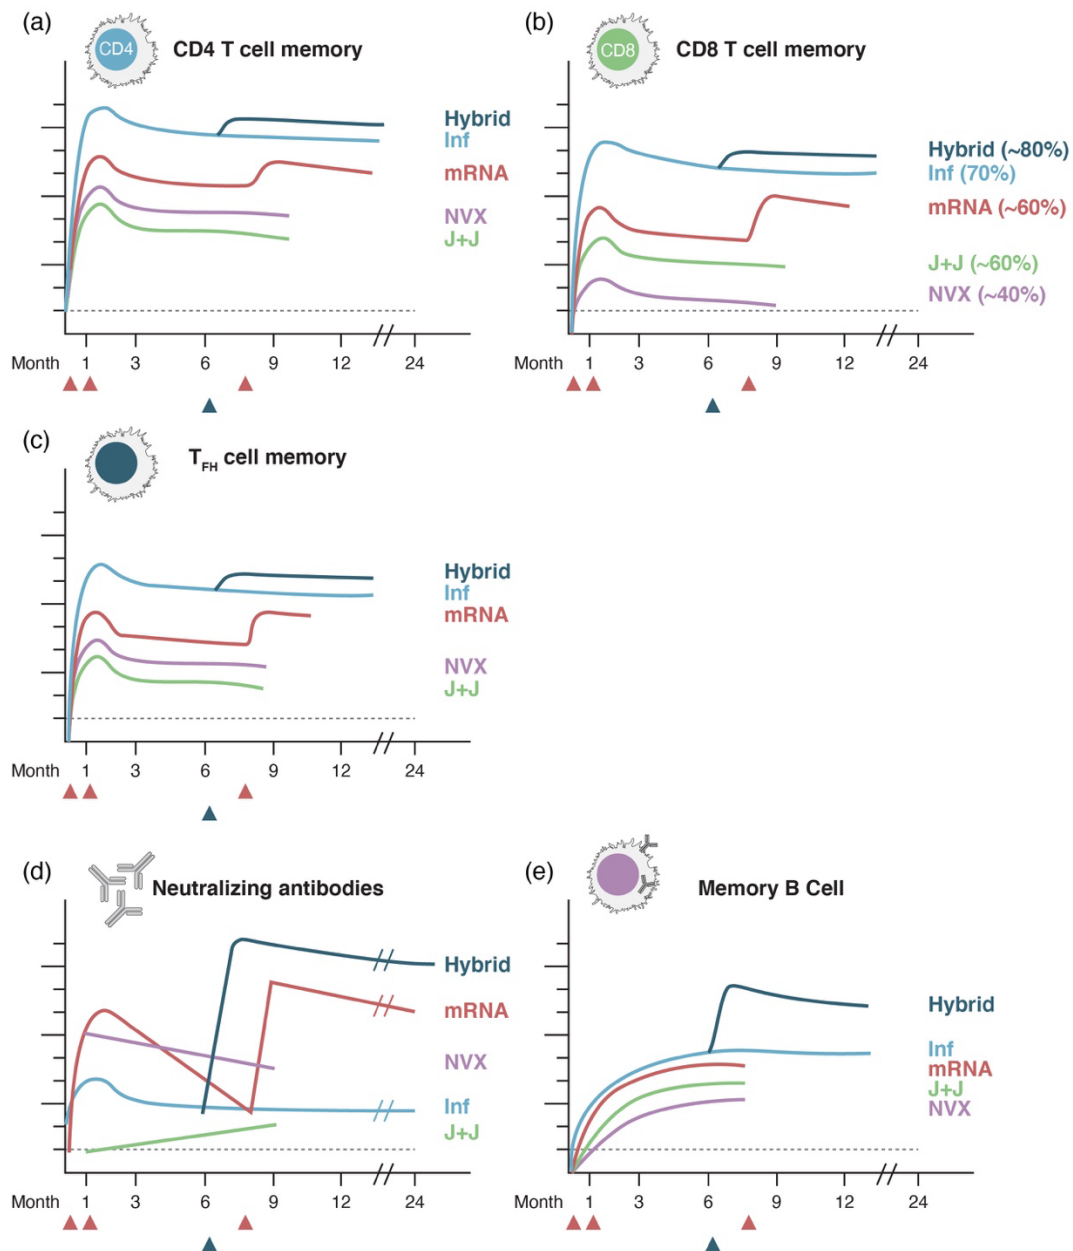 (a)
CD4
CD4 T cell memory
Hybrid
Inf
mRNA
NVX
J+J
Month 1 3 6 9 12 24
(b)
CD8
CD8 T cell memory
Hybrid (~80%)
Inf (70%)
mRNA (~60%)
J+J (~60%)
NVX (~40%)
Month 1 3 6 9 12 24
(c)
TFH cell memory
Hybrid
Inf
mRNA
NVX
J+J
Month 1 3 6 9 12 24
(d)
Neutralizing antibodies
Hybrid
mRNA
NVX
Inf
J+J
Month 1 3 6 9 12 24
(e)
Memory B Cell
Hybrid
Inf
mRNA
J+J
NVX
Month 1 3 6 9 12 24